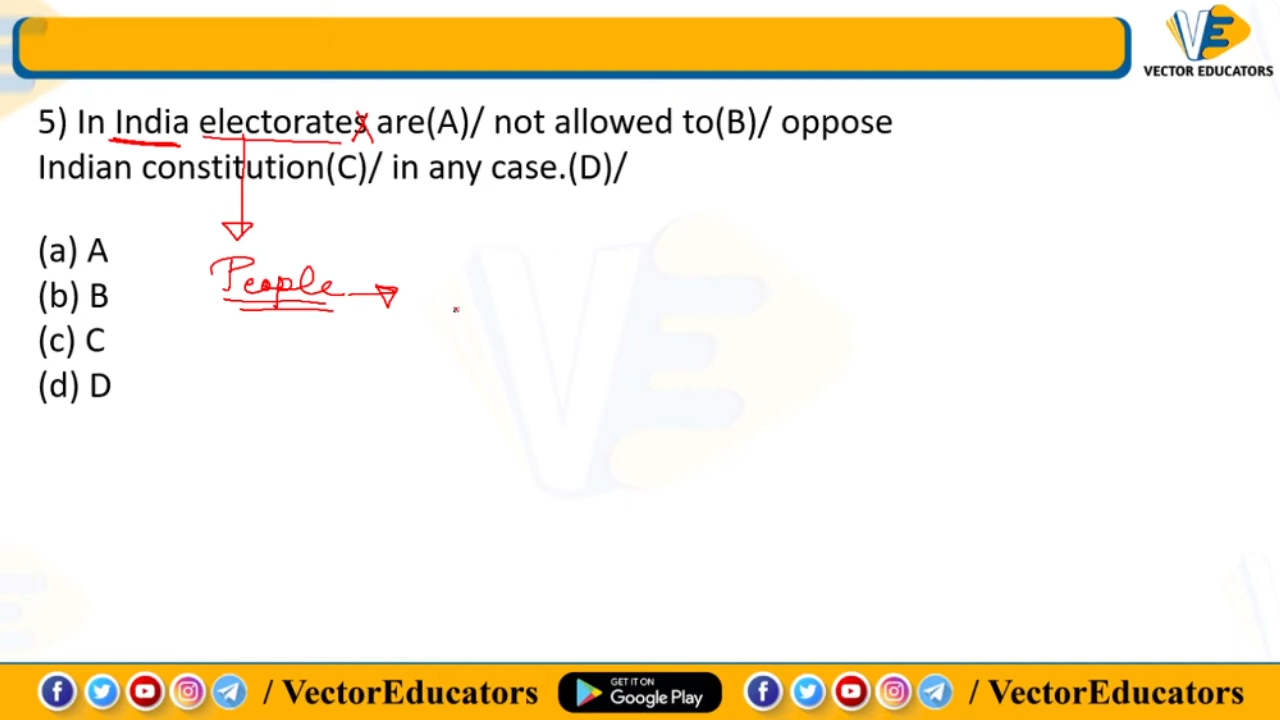 VE
VECTOR EDUCATORS
5) In India electorates are(A)/ not allowed to(B)/ oppose
Indian constitution(C)/ in any case.(D)/
(a) A
People
(b) B
(c) C
(d) D
/ VectorEducators
GET IT ON
Google Play
/ VectorEducators